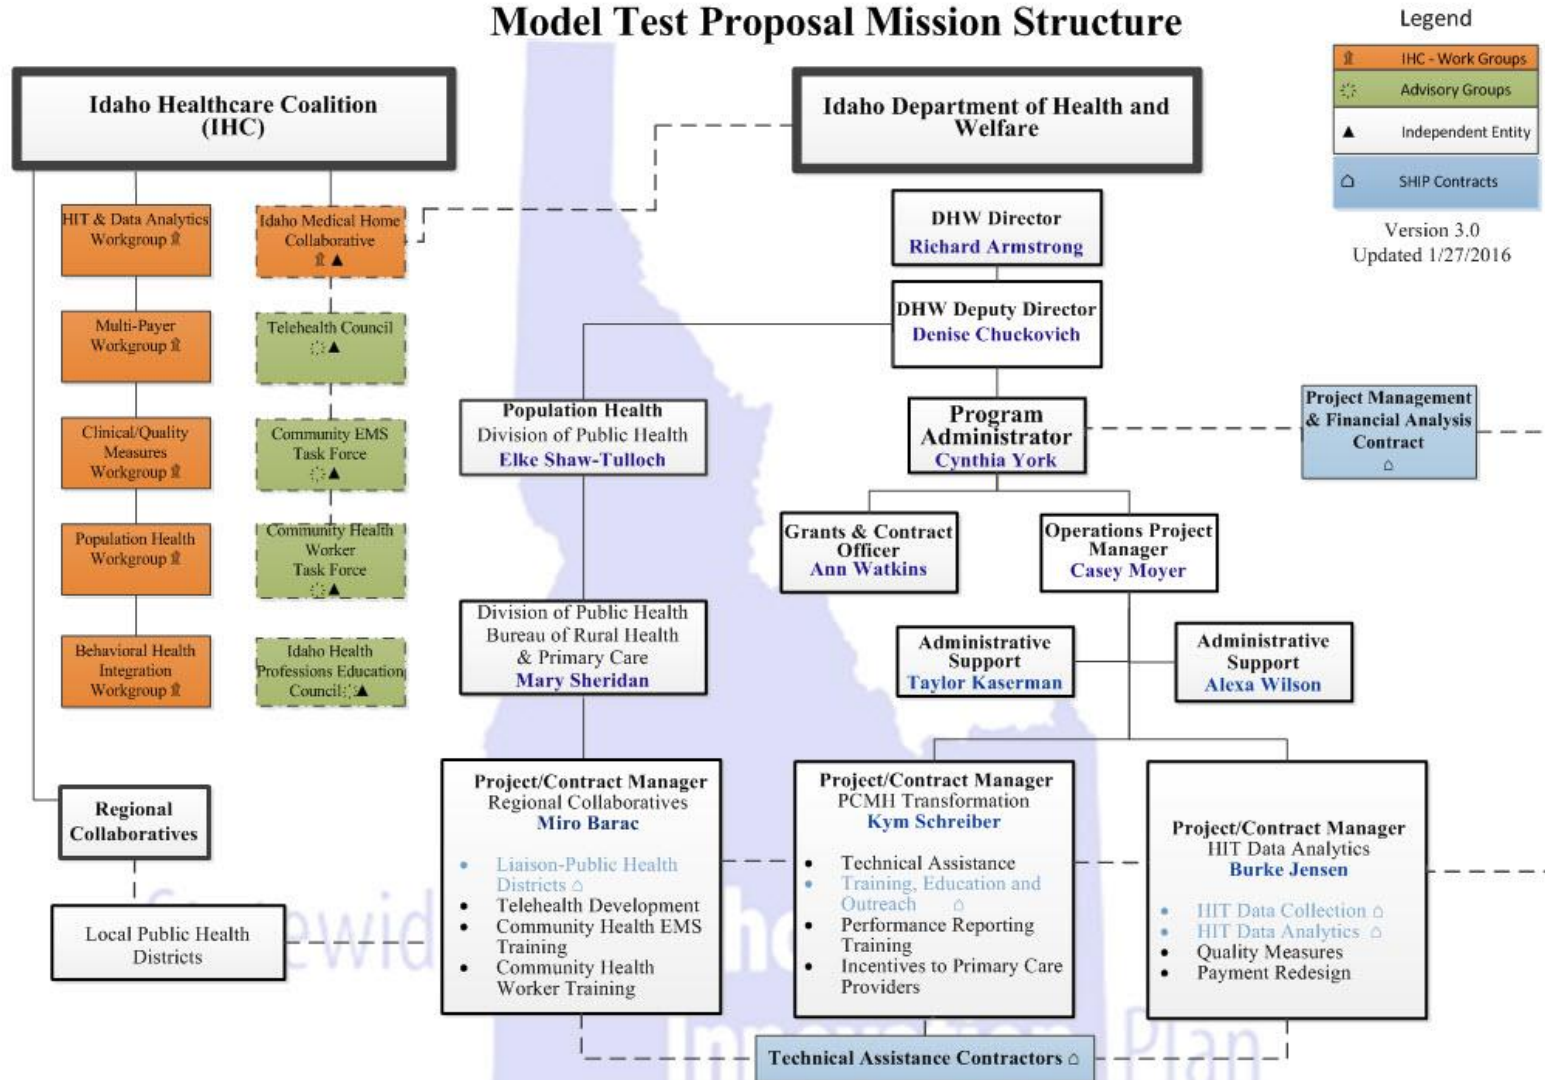 Model Test Proposal Mission Structure
Legend
IHC - Work Groups
Advisory Groups
Independent Entity
SHIP Contracts
Version 3.0
Updated 1/27/2016
Idaho Healthcare Coalition
(IHC)
Idaho Department of Health and
Welfare
HIT & Data Analytics
Workgroup
Multi-Payer
Workgroup
Clinical/Quality
Measures
Workgroup
Population Health
Workgroup
Behavioral Health
Integration
Workgroup
Idaho Medical Home
Collaborative
Telehealth Council
Community EMS
Task Force
Community Health
Worker
Task Force
Idaho Health
Professions Education
Council
DHW Director
Richard Armstrong
DHW Deputy Director
Denise Chuckovich
Population Health
Division of Public Health
Elke Shaw-Tulloch
Program
Administrator
Cynthia York
Project Management
& Financial Analysis
Contract
Grants & Contract
Officer
Ann Watkins
Operations Project
Manager
Casey Moyer
Division of Public Health
Bureau of Rural Health
& Primary Care
Mary Sheridan
Administrative
Support
Taylor Kaserman
Administrative
Support
Alexa Wilson
Regional
Collaboratives
Local Public Health
Districts
Project/Contract Manager
Regional Collaboratives
Miro Barac
• Liaison-Public Health
Districts
• Telehealth Development
• Community Health EMS
Training
• Community Health
Worker Training
Project/Contract Manager
PCMH Transformation
Kym Schreiber
• Technical Assistance
• Training, Education and
Outreach
• Performance Reporting
Training
• Incentives to Primary Care
Providers
Project/Contract Manager
HIT Data Analytics
Burke Jensen
• HIT Data Collection
• HIT Data Analytics
• Quality Measures
• Payment Redesign
Technical Assistance Contractors
Plan